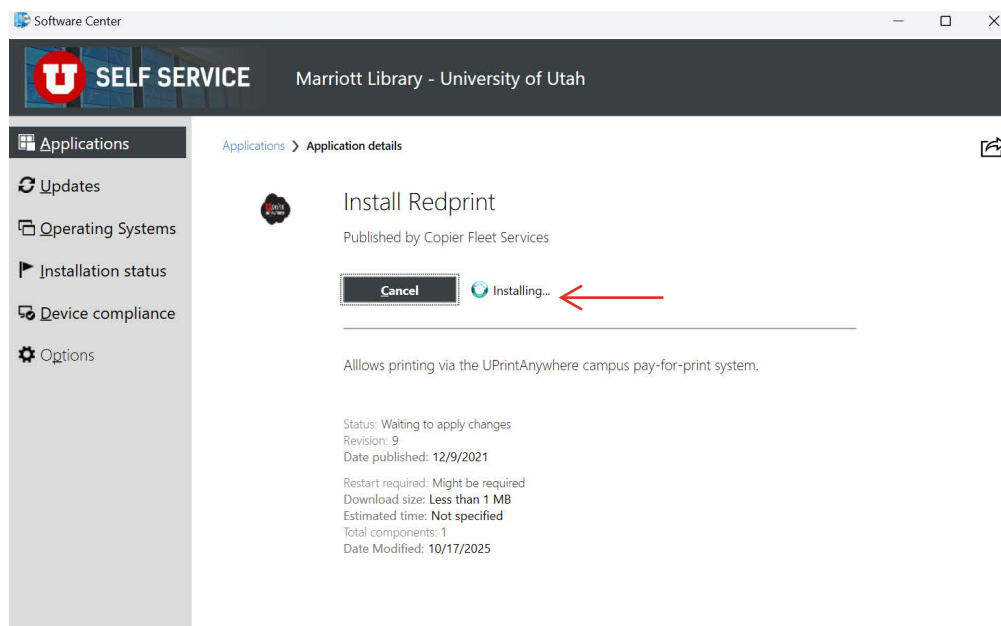 Software Center
U SELF SERVICE
Marriott Library - University of Utah
Applications
Updates
Operating Systems
Installation status
Device compliance
Options
Applications ❯ Application details
Install Redprint
Published by Copier Fleet Services
Cancel
Installing...
Alllows printing via the UPrintAnywhere campus pay-for-print system.
Status: Waiting to apply changes
Revision: 9
Date published: 12/9/2021
Restart required: Might be required
Download size: Less than 1 MB
Estimated time: Not specified
Total components: 1
Date Modified: 10/17/2025